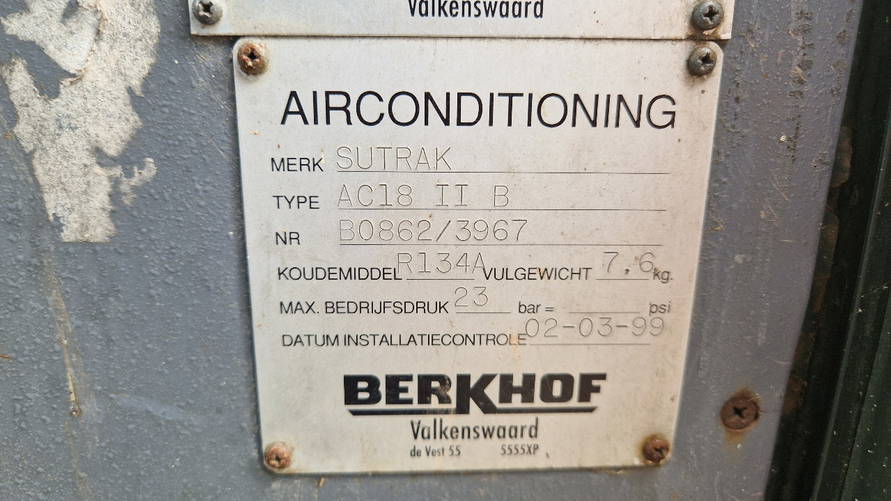 Valkenswaard
AIRCONDITIONING
MERK SUTRAK
TYPE AC18 II B
NR B0862/3967
KOUDEMIDDEL R134A VULGEWICHT 7,6 kg.
MAX. BEDRIJFSDRUK 23 bar = psi
DATUM INSTALLATIECONTROLE 02-03-99
BERKHOF
Valkenswaard
de Vest 55 5555XP